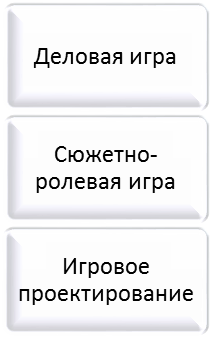 Деловая игра
Сюжетно-
ролевая игра
Игровое
проектирование